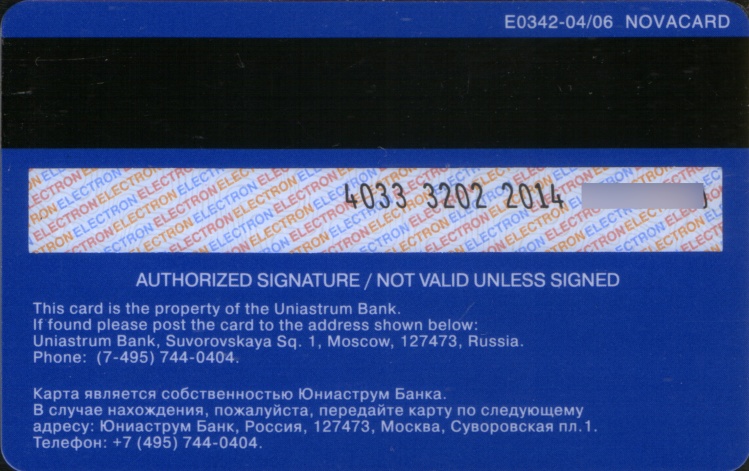 E0342-04/06 NOVACARD
ELECTRON
4033 3202 2014
AUTHORIZED SIGNATURE / NOT VALID UNLESS SIGNED
This card is the property of the Uniastrum Bank.
If found please post the card to the address shown below:
Uniastrum Bank, Suvorovskaya Sq. 1, Moscow, 127473, Russia.
Phone: (7-495) 744-0404.
Карта является собственностью Юниаструм Банка.
В случае нахождения, пожалуйста, передайте карту по следующему
адресу: Юниаструм Банк, Россия, 127473, Москва, Суворовская пл.1.
Телефон: +7 (495) 744-0404.